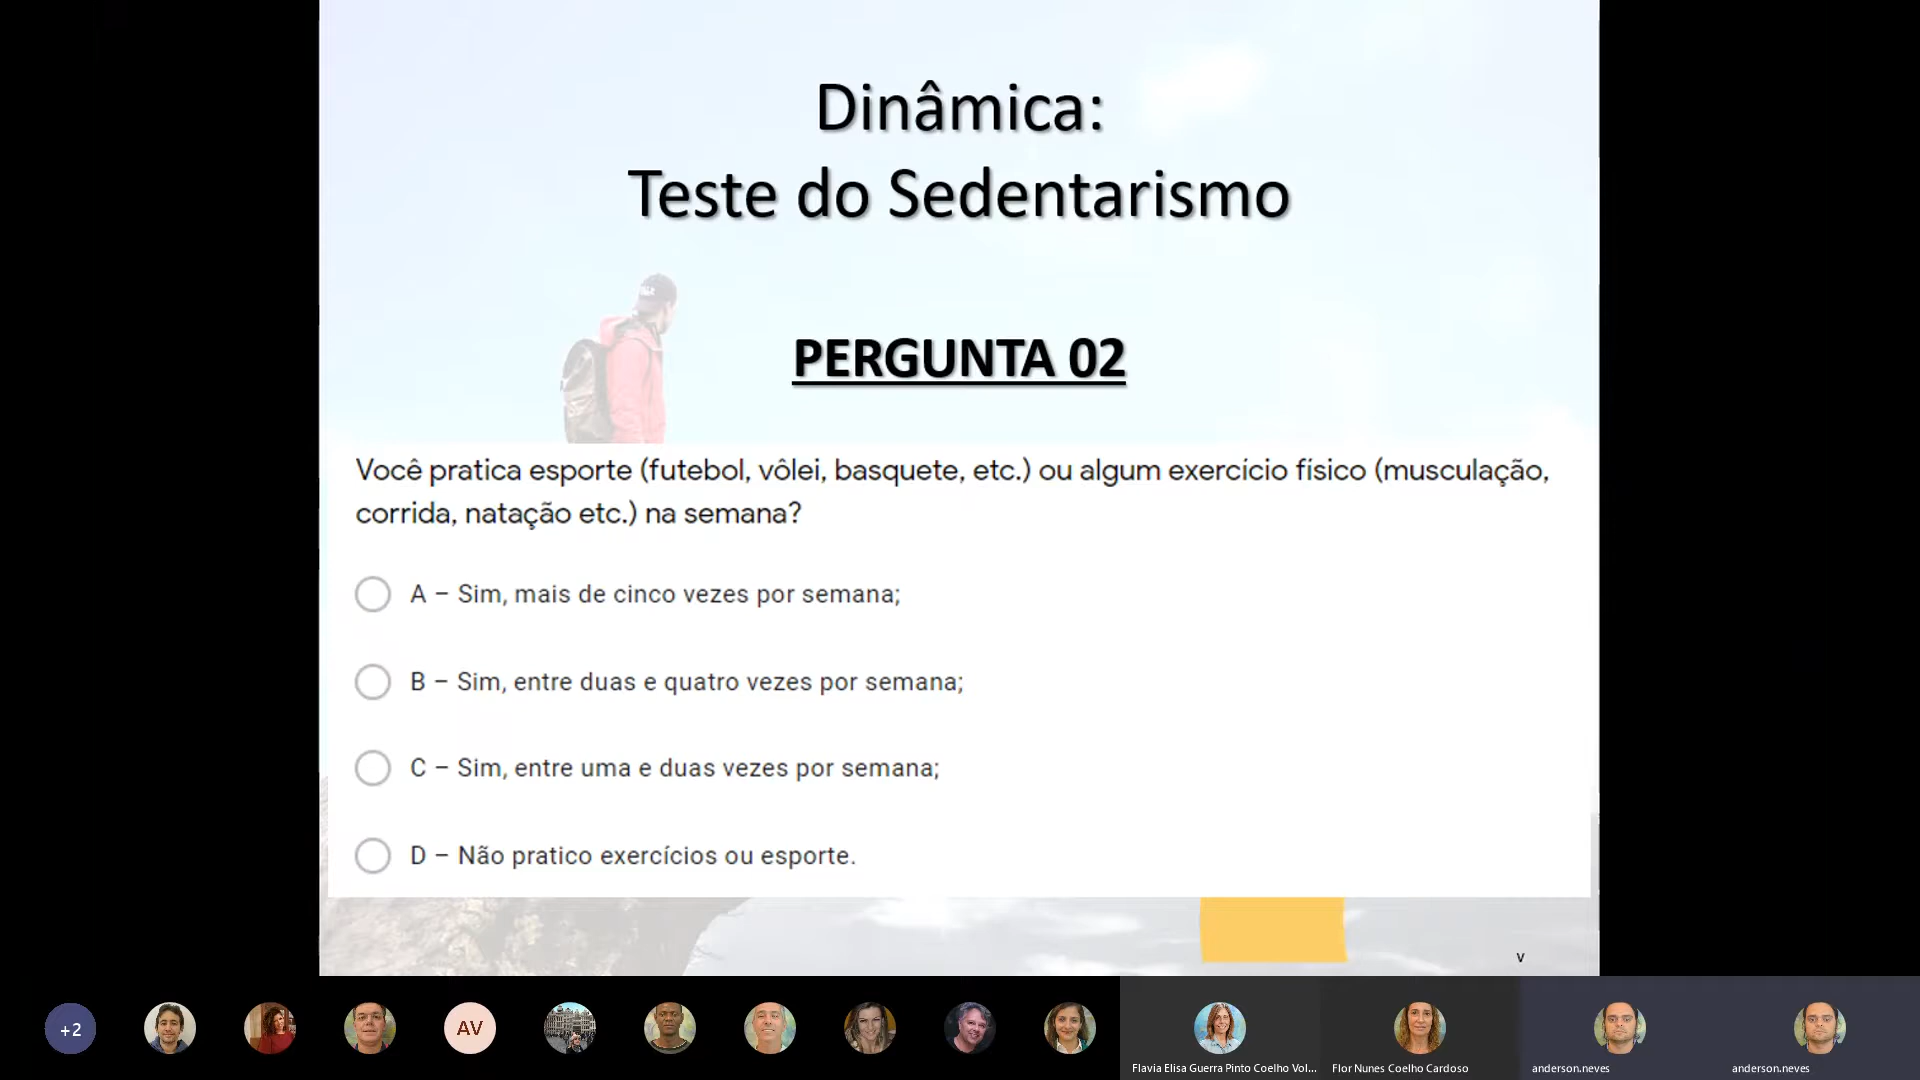 Dinâmica:
Teste do Sedentarismo
PERGUNTA 02
Você pratica esporte (futebol, vôlei, basquete, etc.) ou algum exercício físico (musculação,
corrida, natação etc.) na semana?
A – Sim, mais de cinco vezes por semana;
B – Sim, entre duas e quatro vezes por semana;
C – Sim, entre uma e duas vezes por semana;
D – Não pratico exercícios ou esporte.
v
+2
AV
Flavia Elisa Guerra Pinto Coelho Vol...
Flor Nunes Coelho Cardoso
anderson.neves
anderson.neves